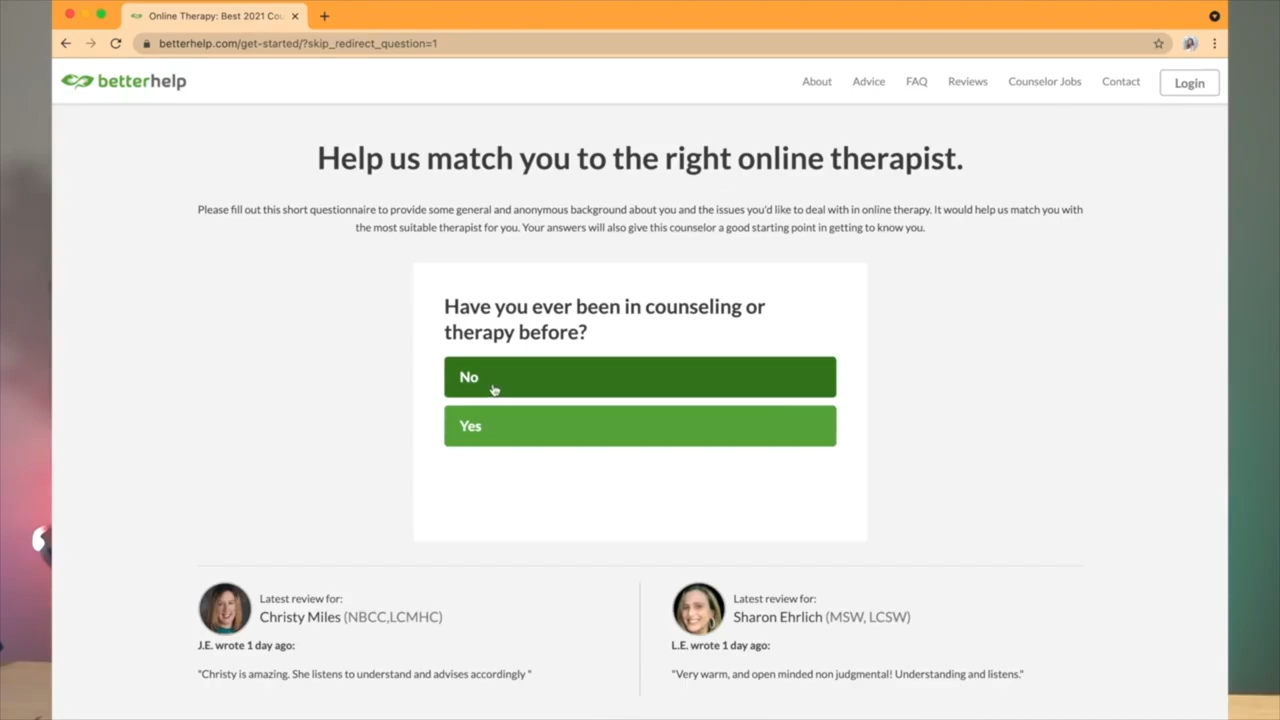 Online Therapy: Best 2021 Cou
betterhelp.com/get-started/?skip_redirect_question=1
betterhelp
About
Advice
FAQ
Reviews
Counselor Jobs
Contact
Login
Help us match you to the right online therapist.
Please fill out this short questionnaire to provide some general and anonymous background about you and the issues you'd like to deal with in online therapy. It would help us match you with
the most suitable therapist for you. Your answers will also give this counselor a good starting point in getting to know you.
Have you ever been in counseling or
therapy before?
No
Yes
Latest review for:
Christy Miles (NBCC,LCMHC)
J.E. wrote 1 day ago:
"Christy is amazing. She listens to understand and advises accordingly "
Latest review for:
Sharon Ehrlich (MSW, LCSW)
L.E. wrote 1 day ago:
"Very warm, and open minded non judgmental! Understanding and listens."